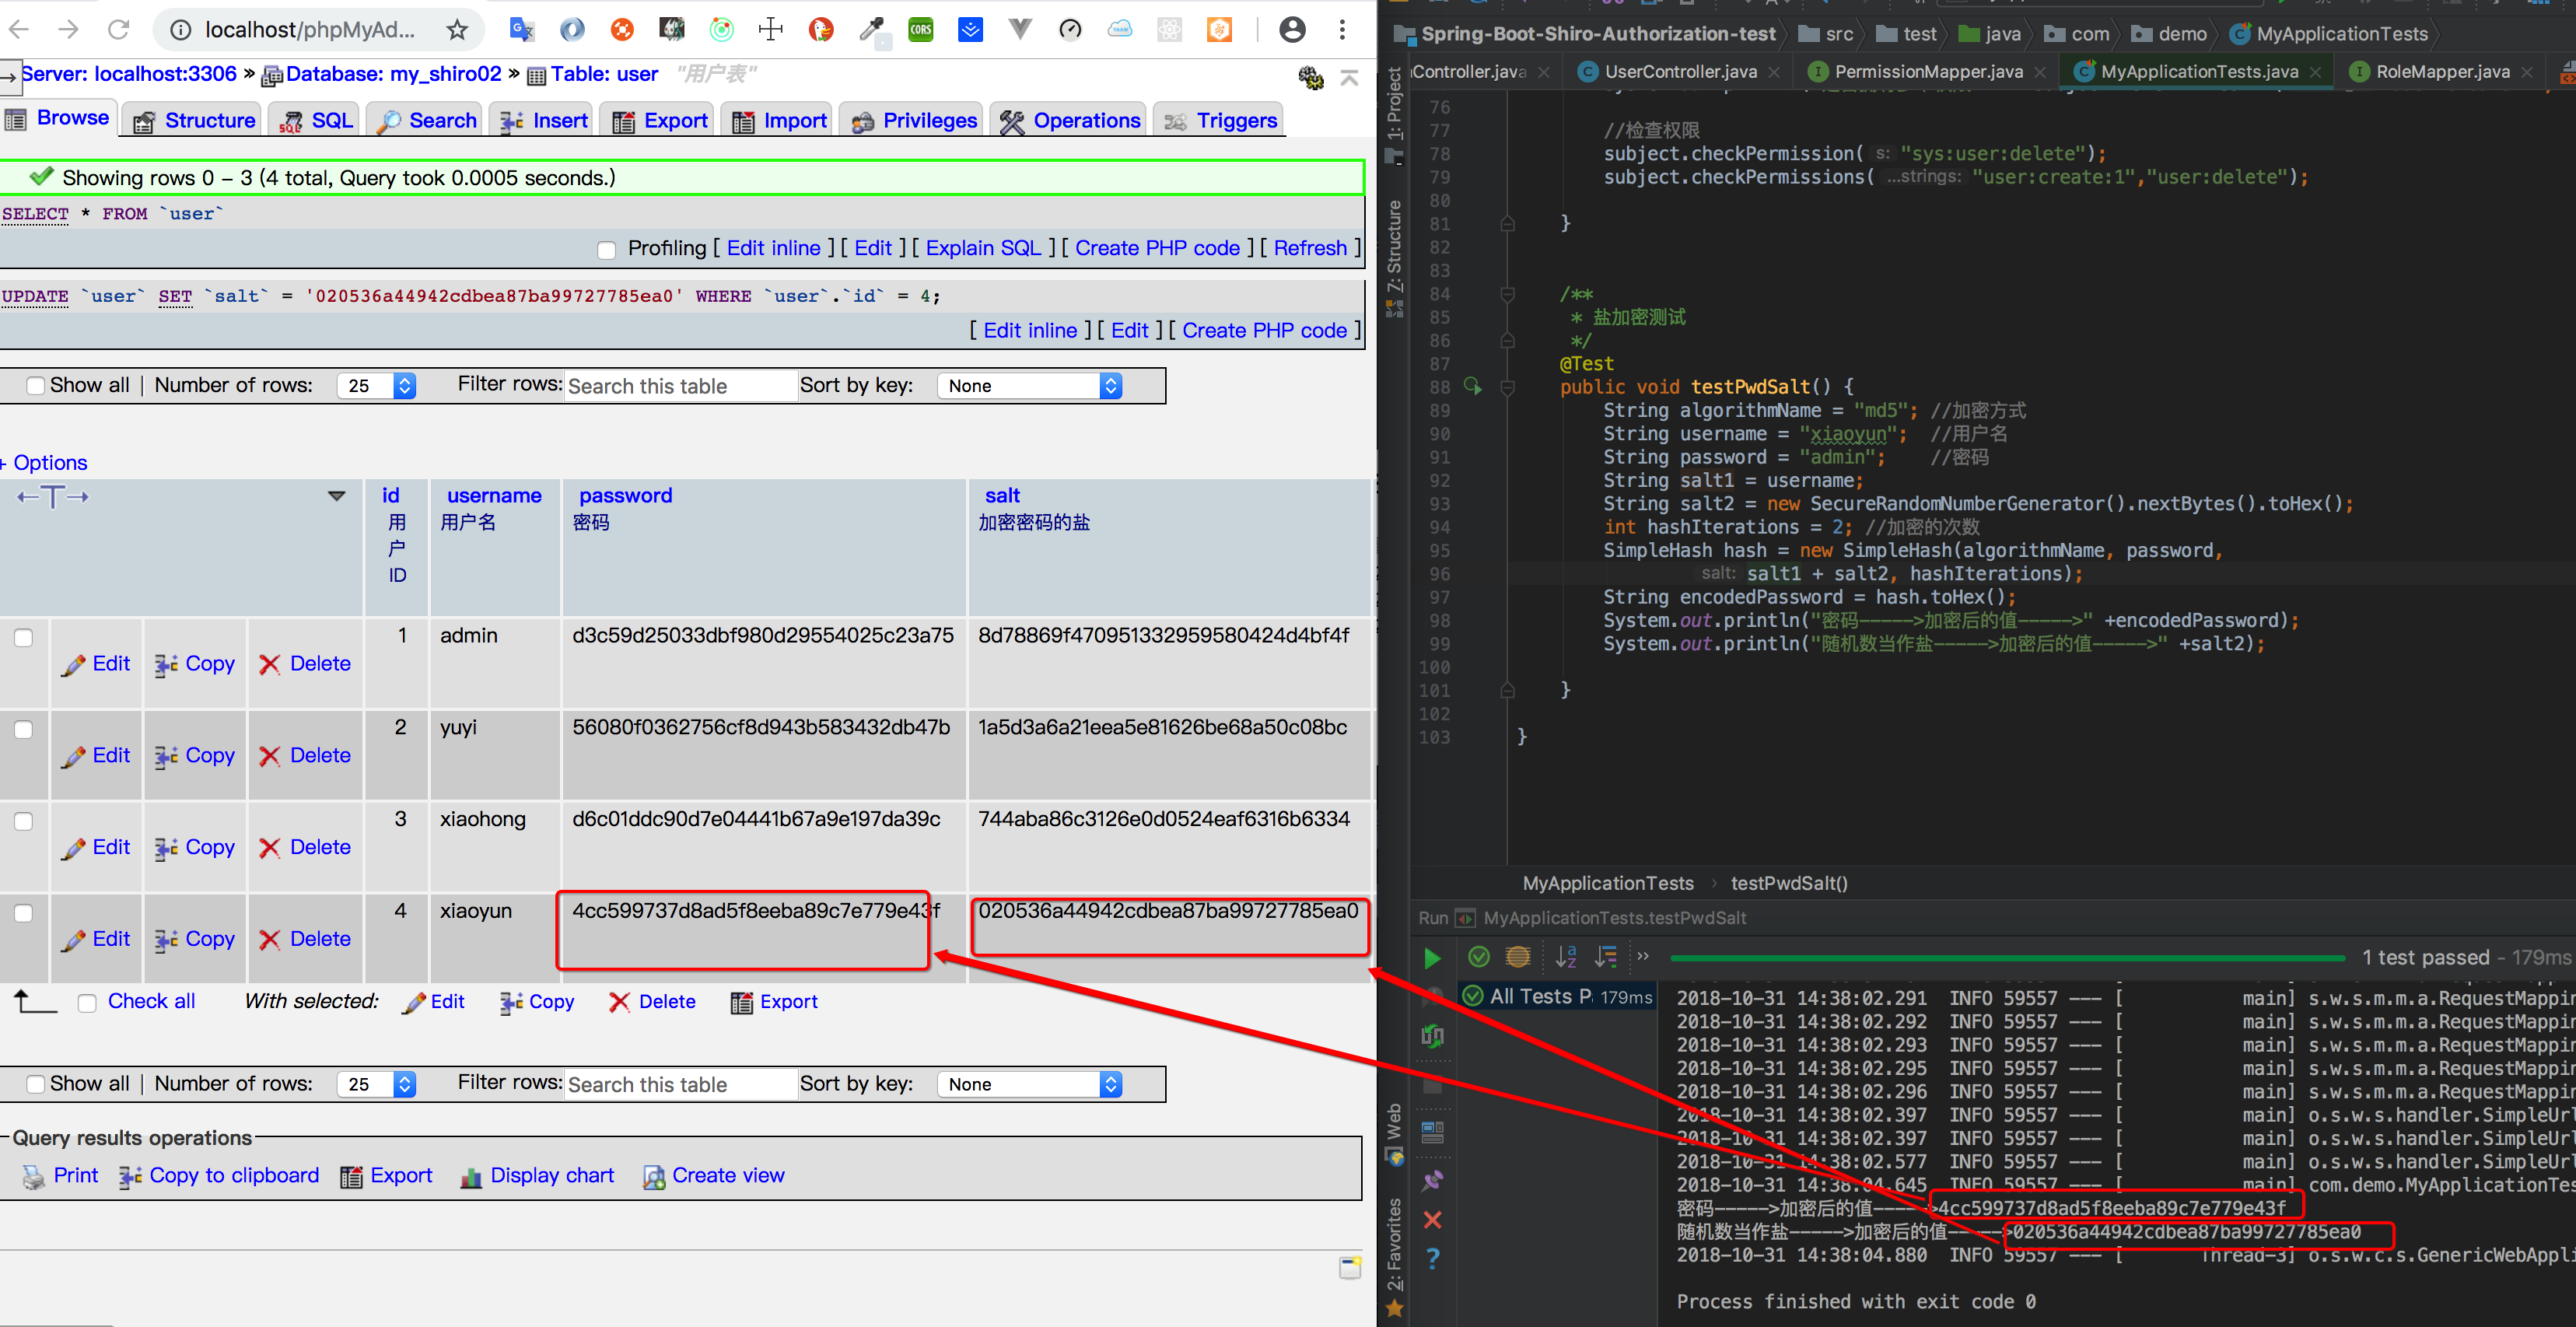 localhost/phpMyAd...
Server: localhost:3306 » Database: my_shiro02 » Table: user "用户表"
Browse Structure SQL Search Insert Export Import Privileges Operations Triggers
Showing rows 0 – 3 (4 total, Query took 0.0005 seconds.)
SELECT * FROM `user`
Profiling [ Edit inline ] [ Edit ] [ Explain SQL ] [ Create PHP code ] [ Refresh ]
UPDATE `user` SET `salt` = '020536a44942cdbea87ba99727785ea0' WHERE `user`.`id` = 4;
[ Edit inline ] [ Edit ] [ Create PHP code ]
Show all | Number of rows: 25 Filter rows: Search this table Sort by key: None
+ Options
←T→ id username password salt
用户ID 用户名 密码 加密密码的盐
Edit Copy Delete 1 admin d3c59d25033dbf980d29554025c23a75 8d78869f470951332959580424d4bf4f
Edit Copy Delete 2 yuyi 56080f0362756cf8d943b583432db47b 1a5d3a6a21eea5e81626be68a50c08bc
Edit Copy Delete 3 xiaohong d6c01ddc90d7e04441b67a9e197da39c 744aba86c3126e0d0524eaf6316b6334
Edit Copy Delete 4 xiaoyun 4cc599737d8ad5f8eeba89c7e779e43f 020536a44942cdbea87ba99727785ea0
Check all With selected: Edit Copy Delete Export
Show all | Number of rows: 25 Filter rows: Search this table Sort by key: None
Query results operations
Print Copy to clipboard Export Display chart Create view
Spring-Boot-Shiro-Authorization-test src test java com demo MyApplicationTests
Controller.java UserController.java PermissionMapper.java MyApplicationTests.java RoleMapper.java
1: Project
Z: Structure
Web
2: Favorites
76
77 //检查权限
78 subject.checkPermission( s: "sys:user:delete");
79 subject.checkPermissions( ...strings: "user:create:1","user:delete");
80
81 }
82
83
84 /**
85 * 盐加密测试
86 */
87 @Test
88 public void testPwdSalt() {
89 String algorithmName = "md5"; //加密方式
90 String username = "xiaoyun"; //用户名
91 String password = "admin"; //密码
92 String salt1 = username;
93 String salt2 = new SecureRandomNumberGenerator().nextBytes().toHex();
94 int hashIterations = 2; //加密的次数
95 SimpleHash hash = new SimpleHash(algorithmName, password,
96 salt: salt1 + salt2, hashIterations);
97 String encodedPassword = hash.toHex();
98 System.out.println("密码----->加密后的值----->" +encodedPassword);
99 System.out.println("随机数当作盐----->加密后的值----->" +salt2);
100
101 }
102
103 }
MyApplicationTests › testPwdSalt()
Run MyApplicationTests.testPwdSalt
1 test passed - 179ms
All Tests P 179ms
2018-10-31 14:38:02.291 INFO 59557 --- [ main] s.w.s.m.m.a.RequestMappin
2018-10-31 14:38:02.292 INFO 59557 --- [ main] s.w.s.m.m.a.RequestMappin
2018-10-31 14:38:02.293 INFO 59557 --- [ main] s.w.s.m.m.a.RequestMappin
2018-10-31 14:38:02.295 INFO 59557 --- [ main] s.w.s.m.m.a.RequestMappin
2018-10-31 14:38:02.296 INFO 59557 --- [ main] s.w.s.m.m.a.RequestMappin
2018-10-31 14:38:02.397 INFO 59557 --- [ main] o.s.w.s.handler.SimpleUrl
2018-10-31 14:38:02.397 INFO 59557 --- [ main] o.s.w.s.handler.SimpleUrl
2018-10-31 14:38:02.577 INFO 59557 --- [ main] o.s.w.s.handler.SimpleUrl
2018-10-31 14:38:04.645 INFO 59557 --- [ main] com.demo.MyApplicationTes
密码----->加密后的值----->4cc599737d8ad5f8eeba89c7e779e43f
随机数当作盐----->加密后的值----->020536a44942cdbea87ba99727785ea0
2018-10-31 14:38:04.880 INFO 59557 --- [ Thread-3] o.s.w.c.s.GenericWebAppli
Process finished with exit code 0